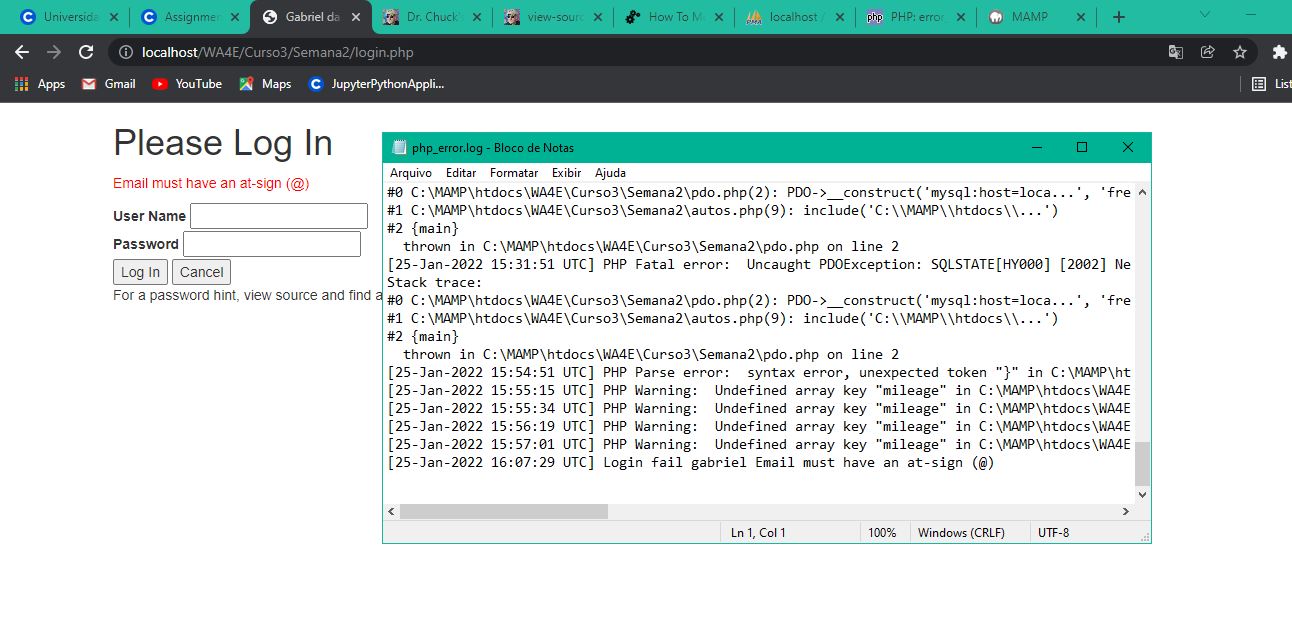 Universida
Assignmen
Gabriel da
Dr. Chuck'
view-sourc
How To M
localhost /
PHP: error_
MAMP
localhost/WA4E/Curso3/Semana2/login.php
Apps
Gmail
YouTube
Maps
JupyterPythonAppli...
List
Please Log In
Email must have an at-sign (@)
User Name
Password
Log In
Cancel
For a password hint, view source and find a
php_error.log - Bloco de Notas
Arquivo Editar Formatar Exibir Ajuda
#0 C:\MAMP\htdocs\WA4E\Curso3\Semana2\pdo.php(2): PDO->__construct('mysql:host=loca...', 'fre
#1 C:\MAMP\htdocs\WA4E\Curso3\Semana2\autos.php(9): include('C:\\MAMP\\htdocs\\...')
#2 {main}
thrown in C:\MAMP\htdocs\WA4E\Curso3\Semana2\pdo.php on line 2
[25-Jan-2022 15:31:51 UTC] PHP Fatal error:  Uncaught PDOException: SQLSTATE[HY000] [2002] Ne
Stack trace:
#0 C:\MAMP\htdocs\WA4E\Curso3\Semana2\pdo.php(2): PDO->__construct('mysql:host=loca...', 'fre
#1 C:\MAMP\htdocs\WA4E\Curso3\Semana2\autos.php(9): include('C:\\MAMP\\htdocs\\...')
#2 {main}
thrown in C:\MAMP\htdocs\WA4E\Curso3\Semana2\pdo.php on line 2
[25-Jan-2022 15:54:51 UTC] PHP Parse error:  syntax error, unexpected token "}" in C:\MAMP\ht
[25-Jan-2022 15:55:15 UTC] PHP Warning:  Undefined array key "mileage" in C:\MAMP\htdocs\WA4E
[25-Jan-2022 15:55:34 UTC] PHP Warning:  Undefined array key "mileage" in C:\MAMP\htdocs\WA4E
[25-Jan-2022 15:56:19 UTC] PHP Warning:  Undefined array key "mileage" in C:\MAMP\htdocs\WA4E
[25-Jan-2022 15:57:01 UTC] PHP Warning:  Undefined array key "mileage" in C:\MAMP\htdocs\WA4E
[25-Jan-2022 16:07:29 UTC] Login fail gabriel Email must have an at-sign (@)
Ln 1, Col 1
100%
Windows (CRLF)
UTF-8